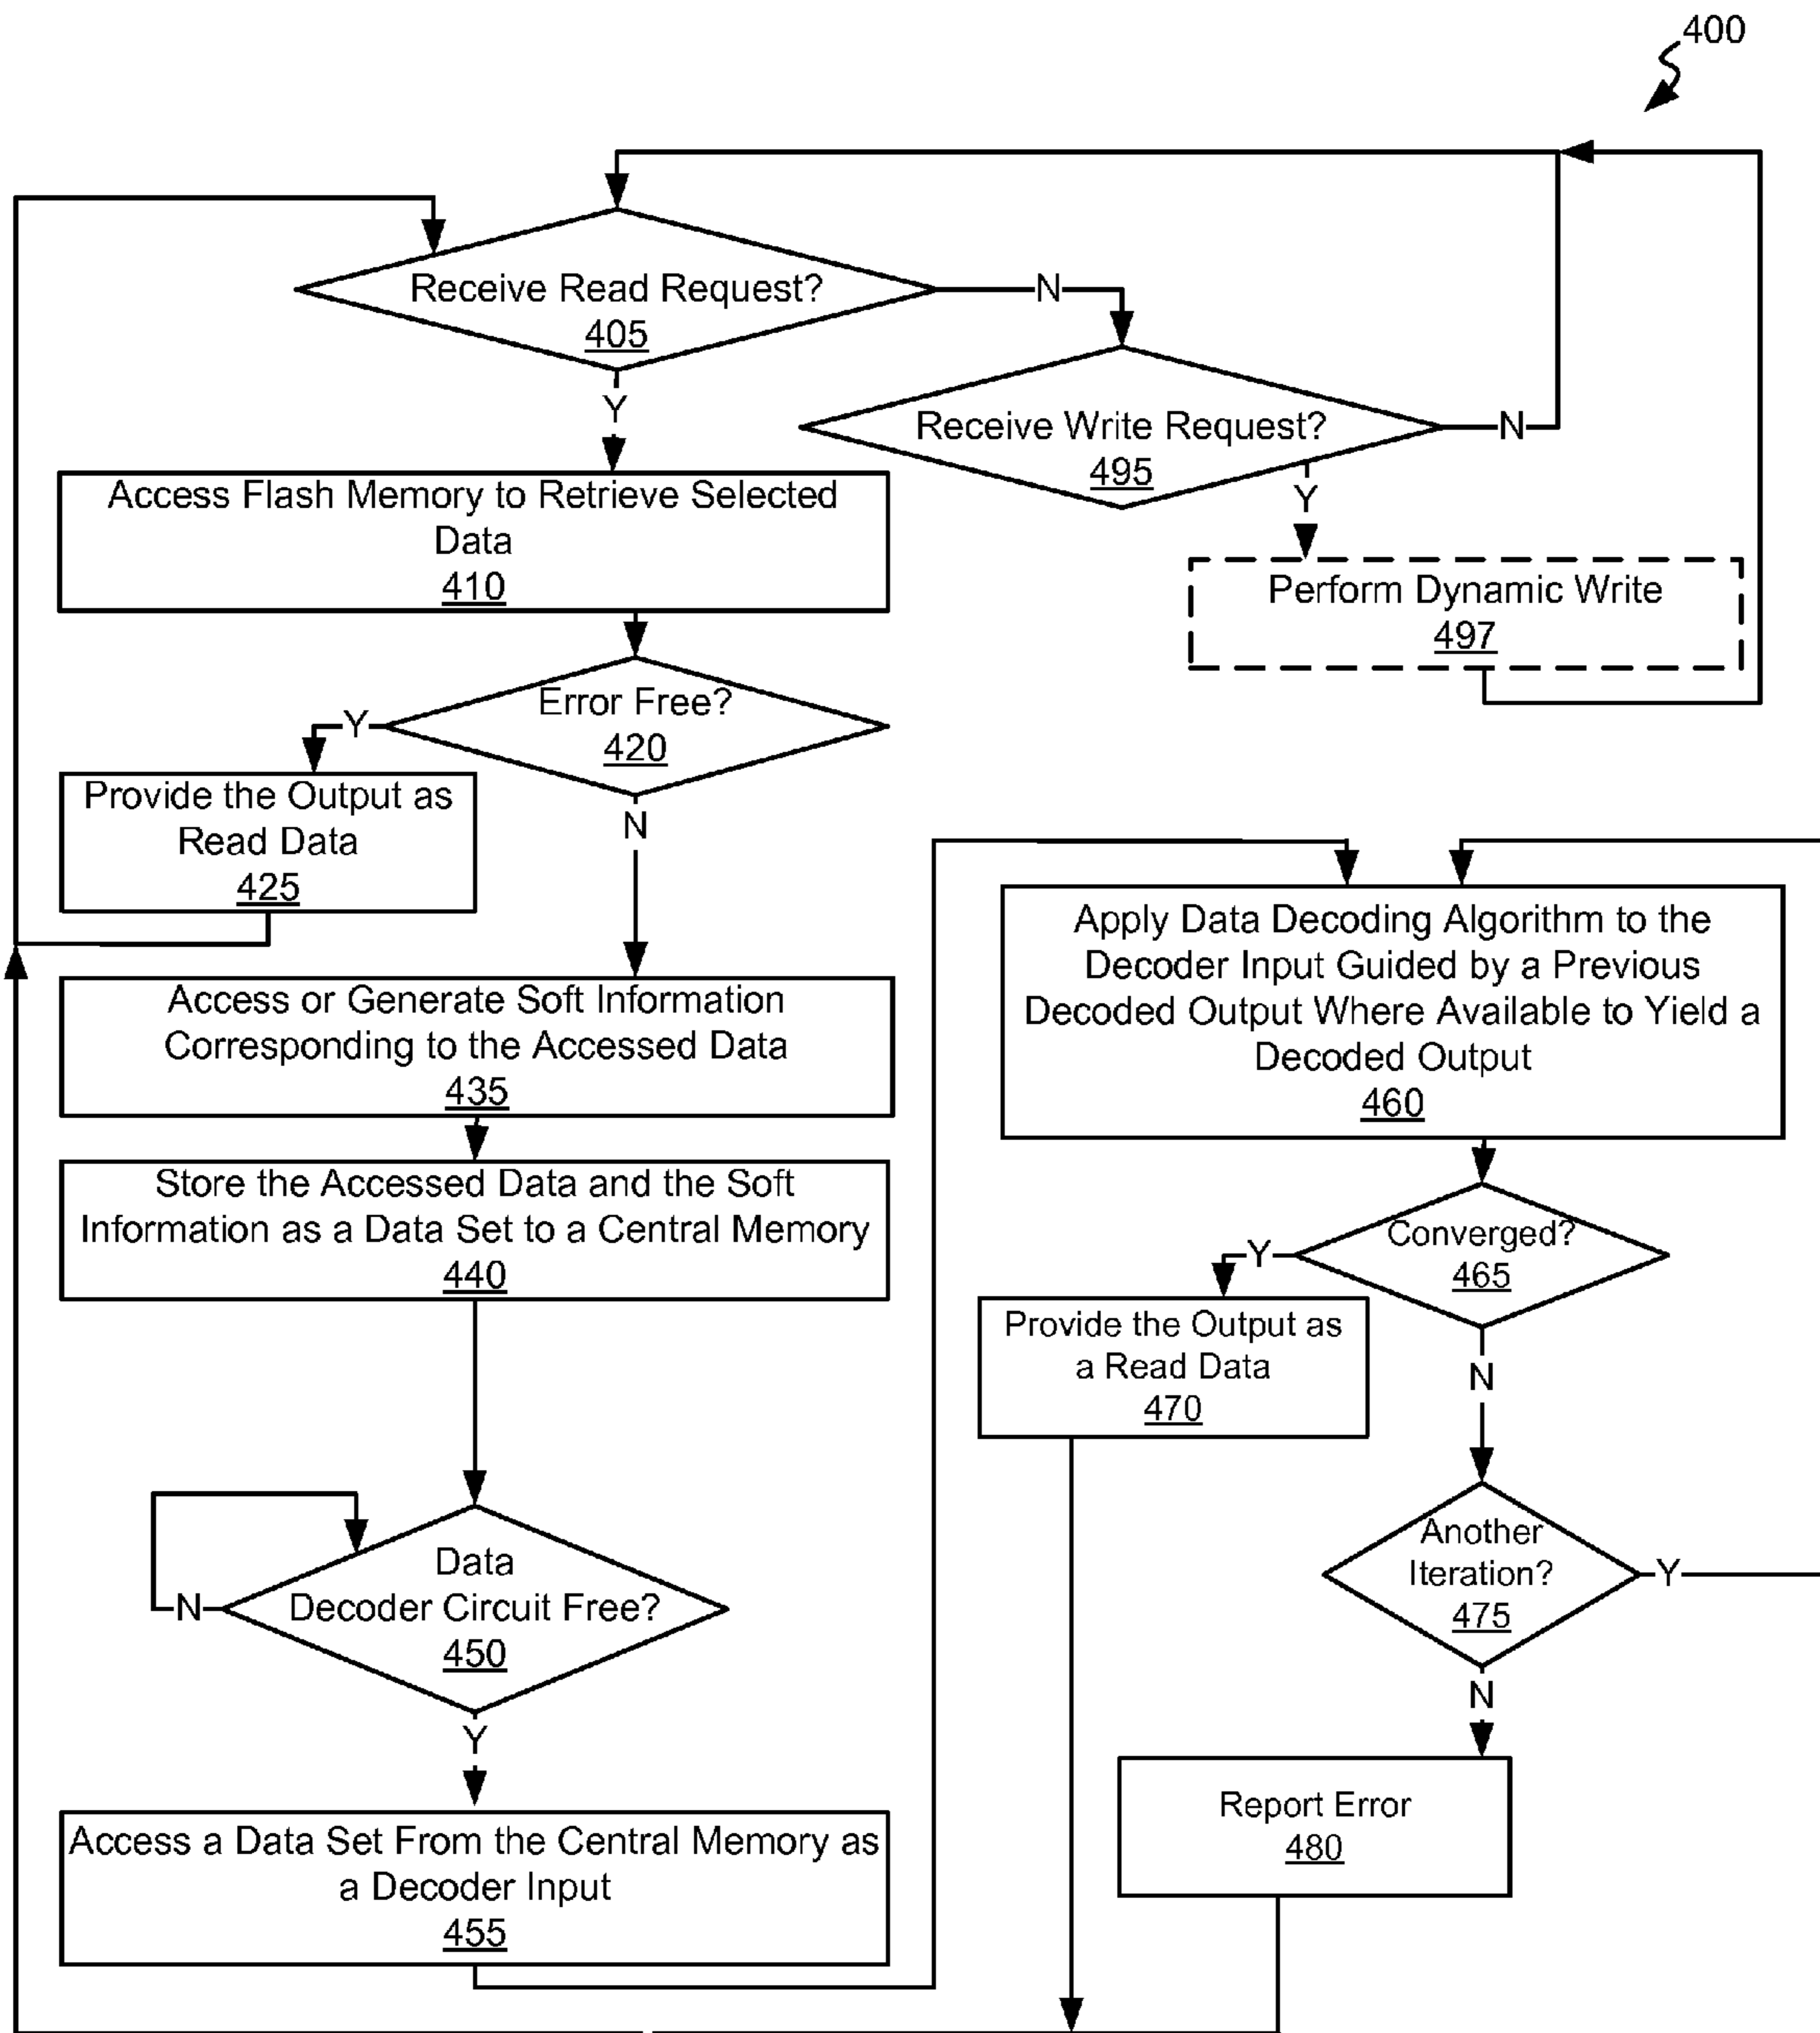 400
Receive Read Request?
405
N
Y
Receive Write Request?
495
N
Y
Access Flash Memory to Retrieve Selected
Data
410
Perform Dynamic Write
497
Error Free?
420
Y
N
Provide the Output as
Read Data
425
Access or Generate Soft Information
Corresponding to the Accessed Data
435
Store the Accessed Data and the Soft
Information as a Data Set to a Central Memory
440
Data
Decoder Circuit Free?
450
N
Y
Access a Data Set From the Central Memory as
a Decoder Input
455
Apply Data Decoding Algorithm to the
Decoder Input Guided by a Previous
Decoded Output Where Available to Yield a
Decoded Output
460
Converged?
465
Y
N
Provide the Output as
a Read Data
470
Another
Iteration?
475
Y
N
Report Error
480